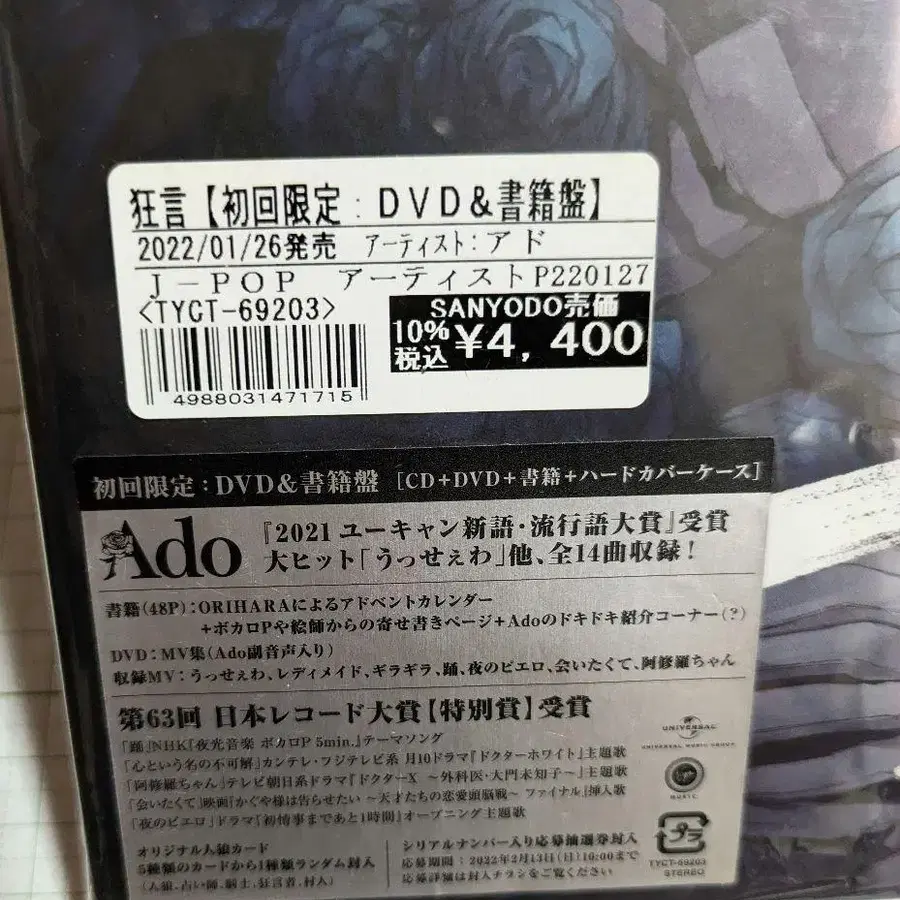 狂言【初回限定：DVD&書籍盤】
2022/01/26発売 アーティスト：アド
J-POP アーティストP220127
<TYCT-69203>
SANYODO売価
10%税込 ¥4,400
4988031471715
初回限定：DVD&書籍盤 [CD+DVD+書籍+ハードカバーケース]
Ado
『2021 ユーキャン新語・流行語大賞』受賞
大ヒット「うっせぇわ」他、全14曲収録！
書籍(48P)：ORIHARAによるアドベントカレンダー
+ボカロPや絵師からの寄せ書きページ+Adoのドキドキ紹介コーナー(?)
DVD：MV集(Ado副音声入り)
収録MV：うっせぇわ、レディメイド、ギラギラ、踊、夜のピエロ、会いたくて、阿修羅ちゃん
第63回 日本レコード大賞【特別賞】受賞
「踊」NHK『夜光音楽 ボカロP 5min.』テーマソング
「心という名の不可解」カンテレ・フジテレビ系 月10ドラマ『ドクターホワイト』主題歌
「阿修羅ちゃん」テレビ朝日系ドラマ『ドクターX ～外科医・大門未知子～』主題歌
「会いたくて」映画『かぐや様は告らせたい ～天才たちの恋愛頭脳戦～ ファイナル』挿入歌
「夜のピエロ」ドラマ『初情事まであと1時間』オープニング主題歌
UNIVERSAL
UNIVERSAL MUSIC GROUP
MUSIC
オリジナル人狼カード
5種類のカードから1種類ランダム封入
(人狼、占い師、騎士、狂言者、村人)
シリアルナンバー入り応募抽選券封入
応募期間：2022年2月13日(日)16:00まで
応募詳細は封入チラシをご覧ください
プラ
TYCT-69203
STEREO